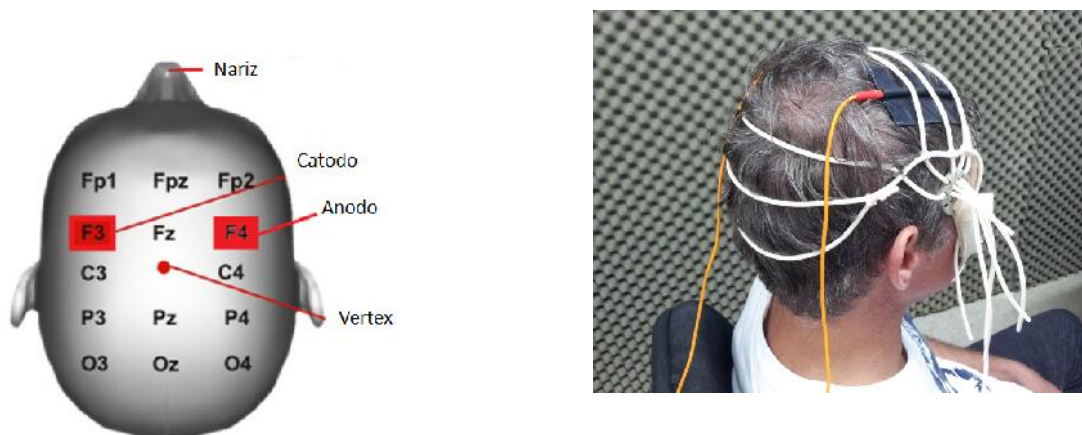 Nariz
Catodo
Fp1 Fpz Fp2
Anodo
F3 Fz F4
C3 C4
P3 Pz P4
Vertex
O3 Oz O4